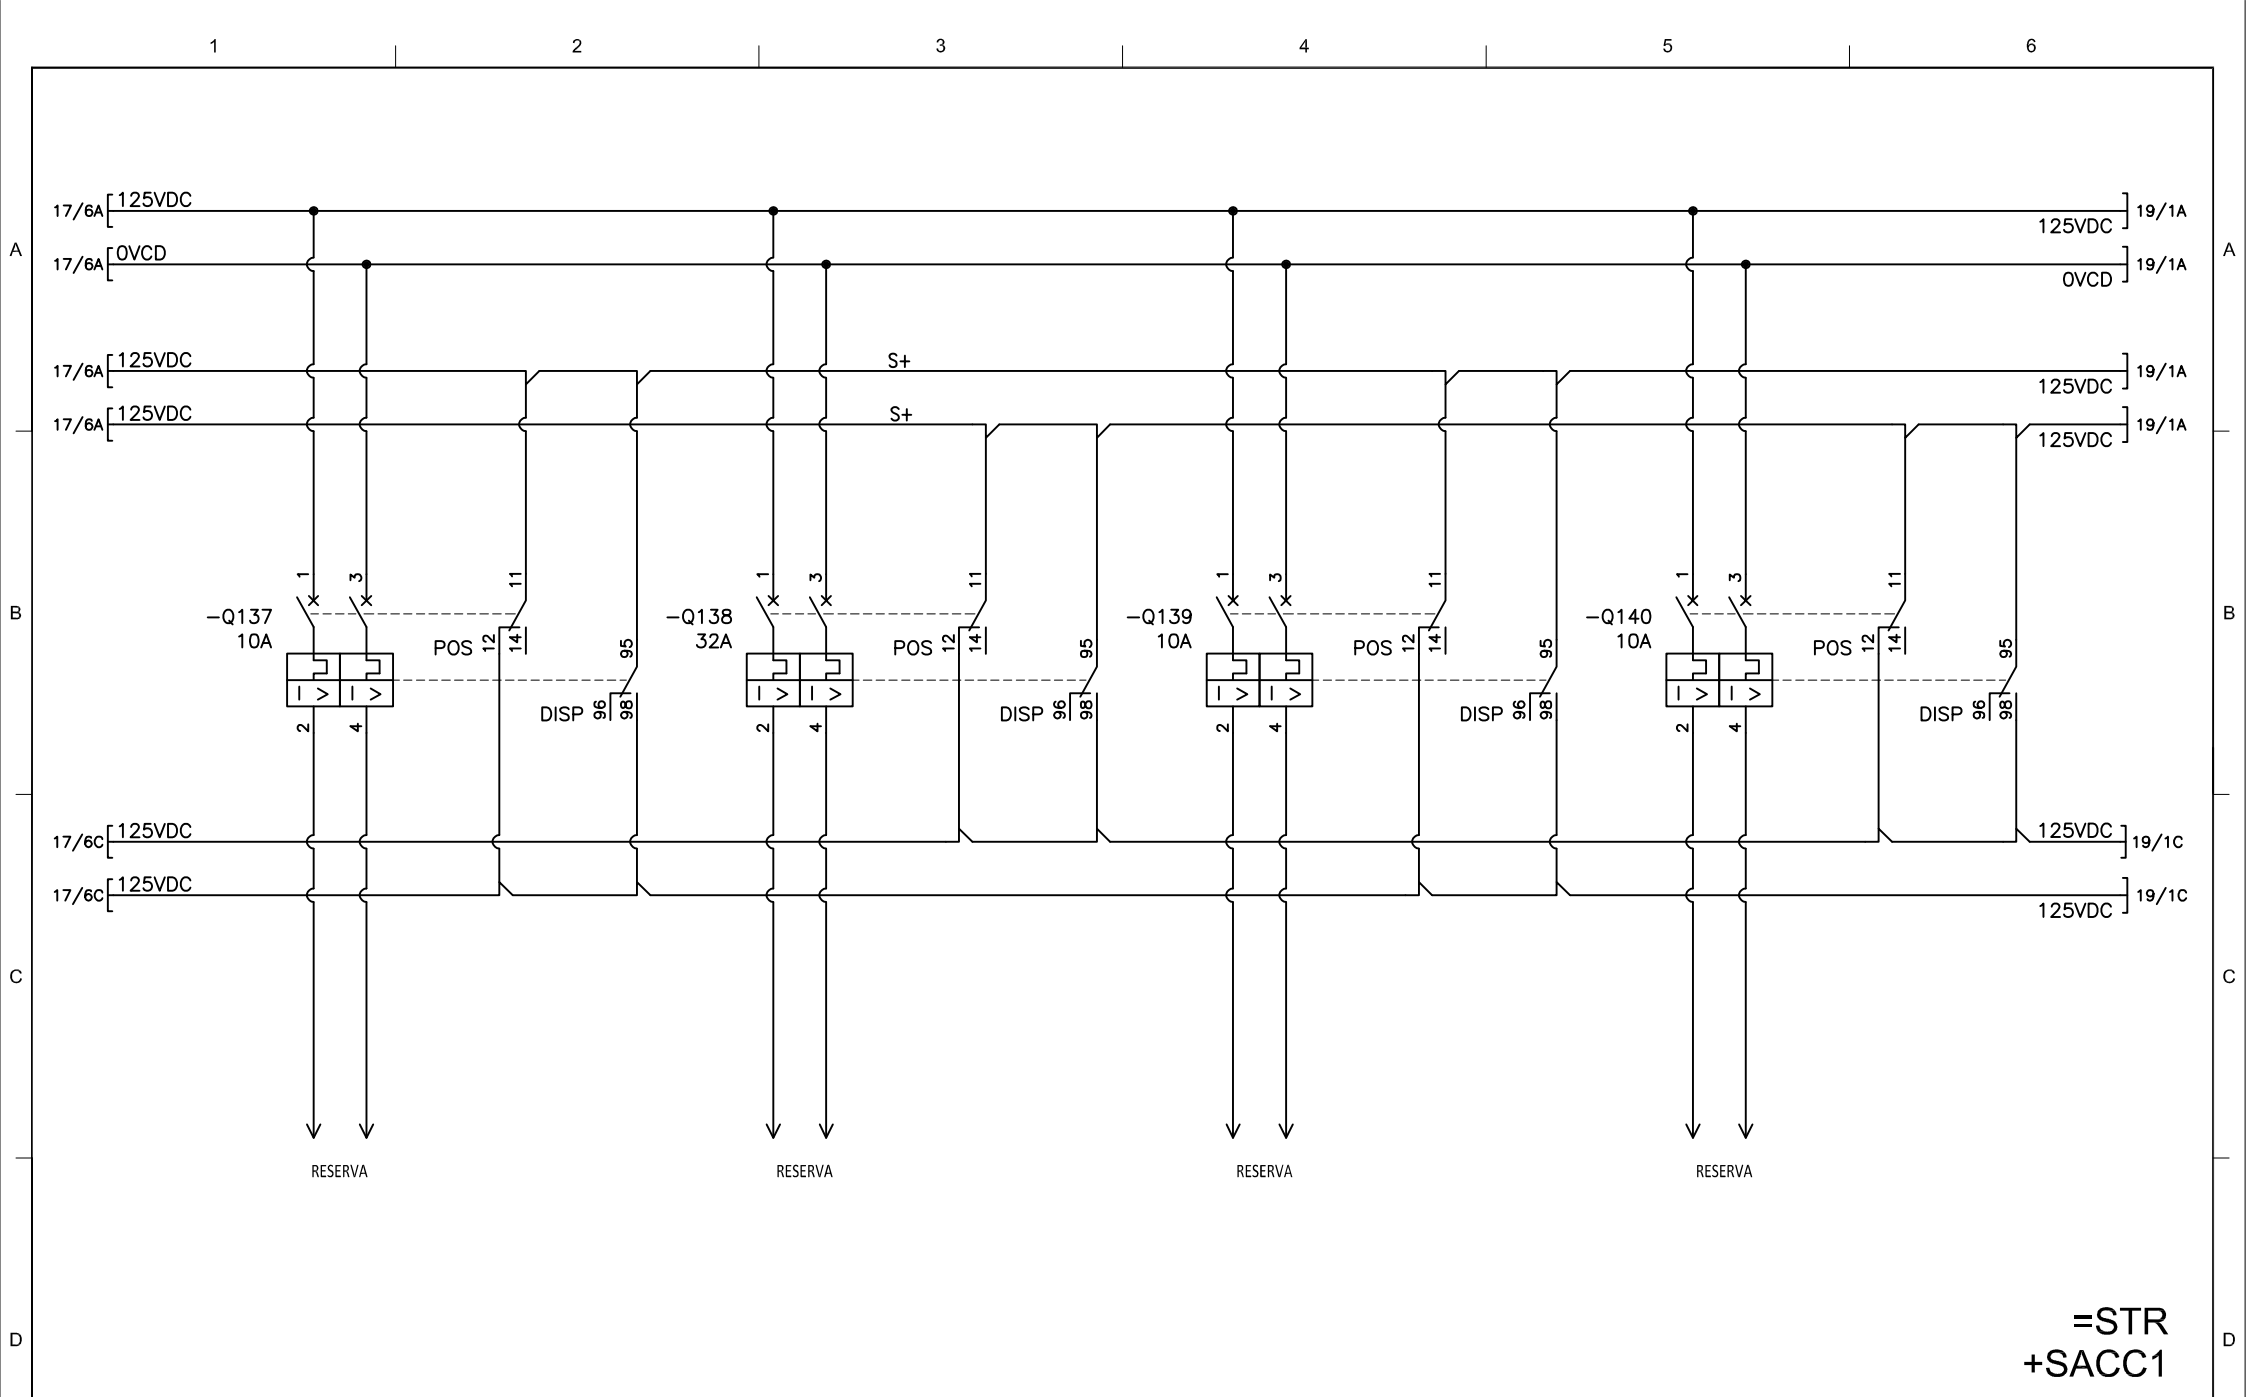 1 2 3 4 5 6
17/6A 125VDC 125VDC 19/1A
A A
17/6A 0VCD 0VCD 19/1A
17/6A 125VDC S+ 125VDC 19/1A
17/6A 125VDC S+ 125VDC 19/1A
1 3 11 1 3 11 1 3 11 1 3 11
B B
-Q137 -Q138 -Q139 -Q140
10A 32A 10A 10A
POS 12 14 95 POS 12 14 95 POS 12 14 95 POS 12 14 95
I > I > I > I > I > I > I > I >
2 4 DISP 96 98 2 4 DISP 96 98 2 4 DISP 96 98 2 4 DISP 96 98
17/6C 125VDC 125VDC 19/1C
17/6C 125VDC 125VDC 19/1C
C C
RESERVA RESERVA RESERVA RESERVA
=STR
D D
+SACC1